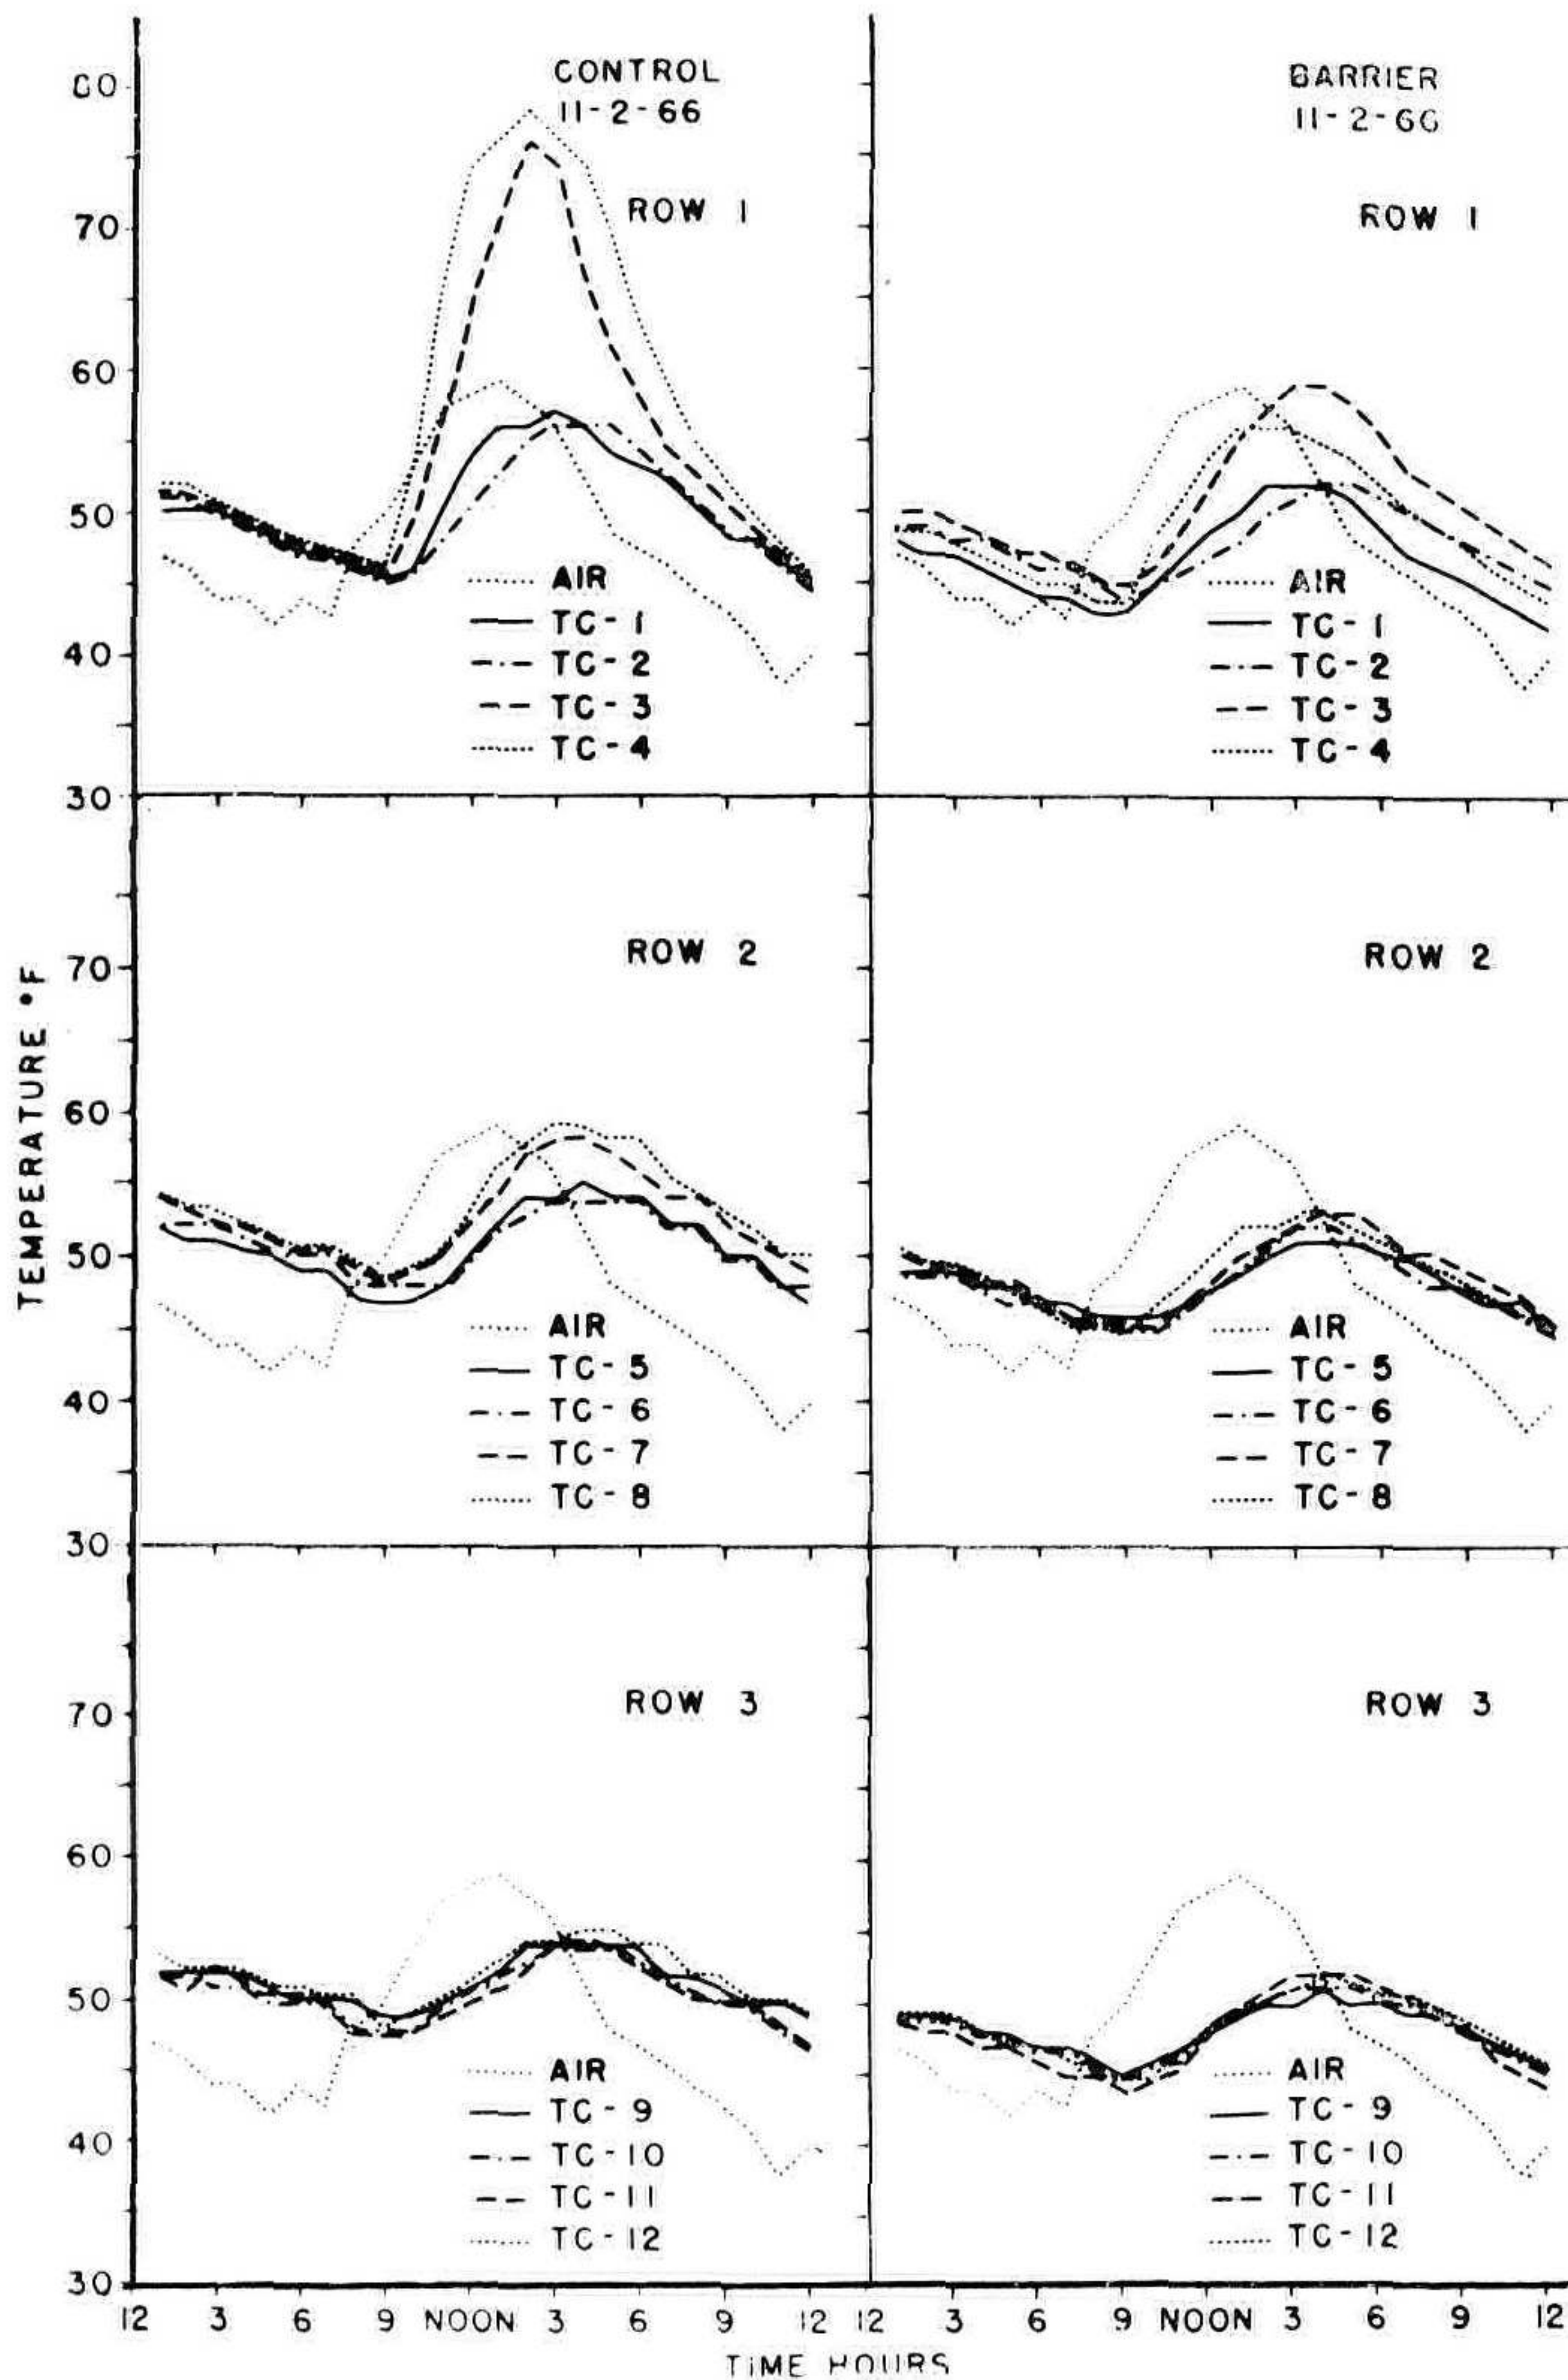 CONTROL
11-2-66
BARRIER
11-2-66
ROW 1
ROW 1
80
70
60
50
40
30
AIR
TC-1
TC-2
TC-3
TC-4
AIR
TC-1
TC-2
TC-3
TC-4
TEMPERATURE °F
ROW 2
ROW 2
70
60
50
40
30
AIR
TC-5
TC-6
TC-7
TC-8
AIR
TC-5
TC-6
TC-7
TC-8
ROW 3
ROW 3
70
60
50
40
30
AIR
TC-9
TC-10
TC-11
TC-12
AIR
TC-9
TC-10
TC-11
TC-12
12 3 6 9 NOON 3 6 9 12 12 3 6 9 NOON 3 6 9 12
TIME HOURS